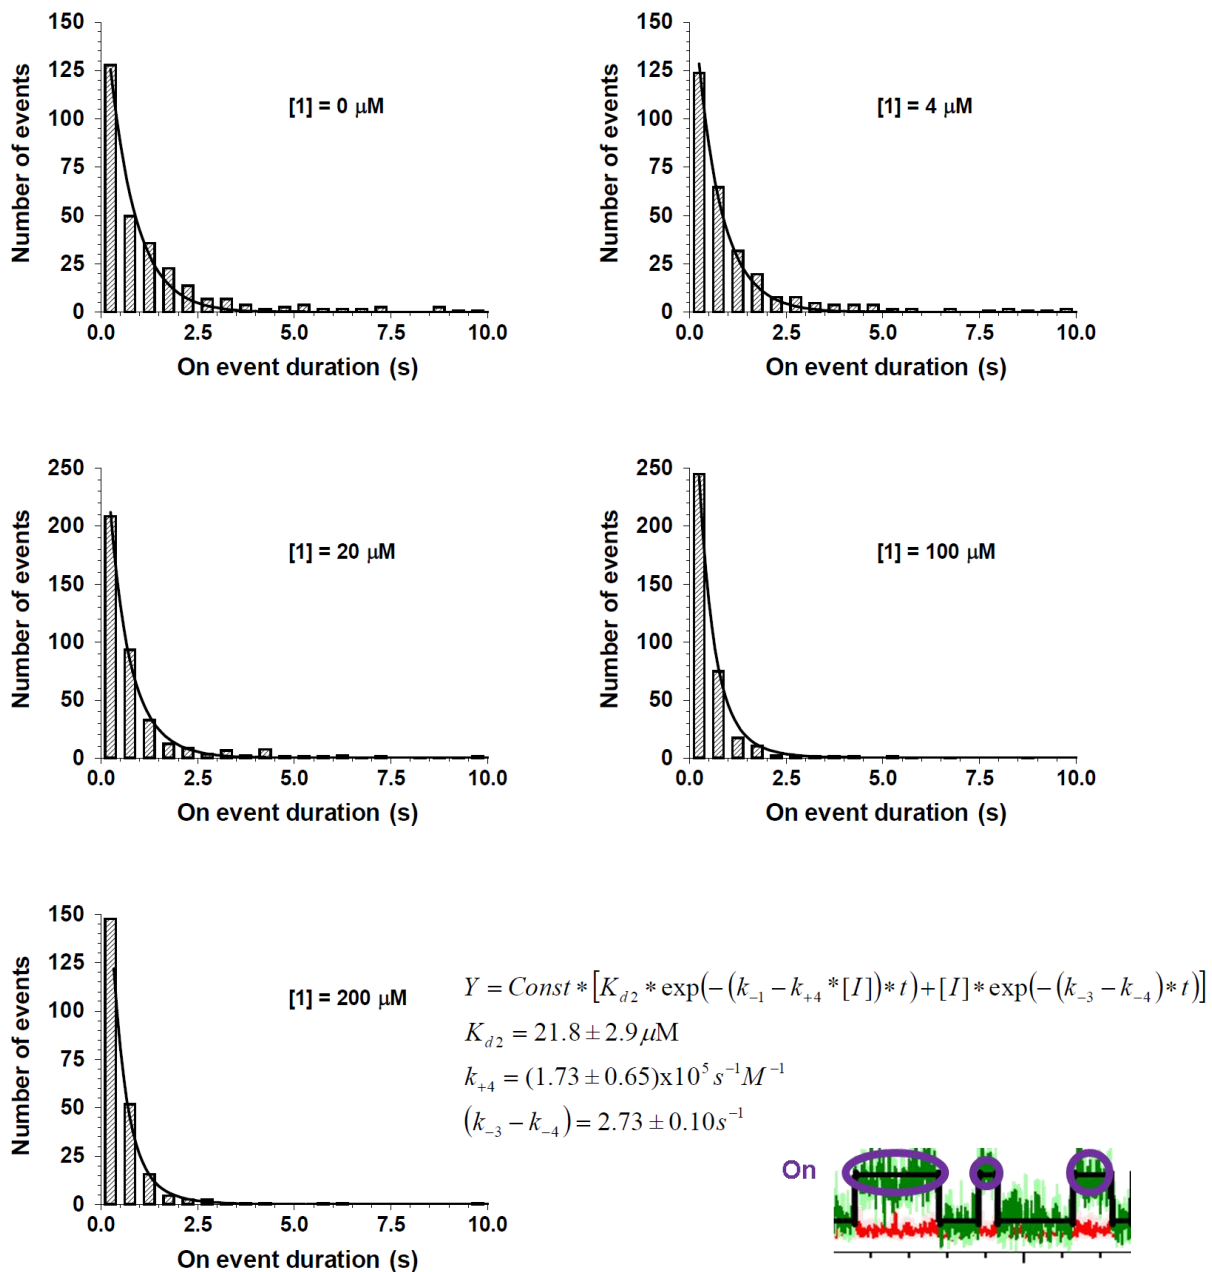 150
125
100
75
50
25
0
Number of events
[1] = 0 μM
0.0 2.5 5.0 7.5 10.0
On event duration (s)
150
125
100
75
50
25
0
Number of events
[1] = 4 μM
0.0 2.5 5.0 7.5 10.0
On event duration (s)
250
200
150
100
50
0
Number of events
[1] = 20 μM
0.0 2.5 5.0 7.5 10.0
On event duration (s)
250
200
150
100
50
0
Number of events
[1] = 100 μM
0.0 2.5 5.0 7.5 10.0
On event duration (s)
150
125
100
75
50
25
0
Number of events
[1] = 200 μM
0.0 2.5 5.0 7.5 10.0
On event duration (s)
Y = Const * [K_{d2} * exp(−(k_{−1} − k_{+4} * [I]) * t) + [I] * exp(−(k_{−3} − k_{−4}) * t)]
K_{d2} = 21.8 ± 2.9 μM
k_{+4} = (1.73 ± 0.65)x10⁵ s⁻¹ M⁻¹
(k_{−3} − k_{−4}) = 2.73 ± 0.10 s⁻¹
On